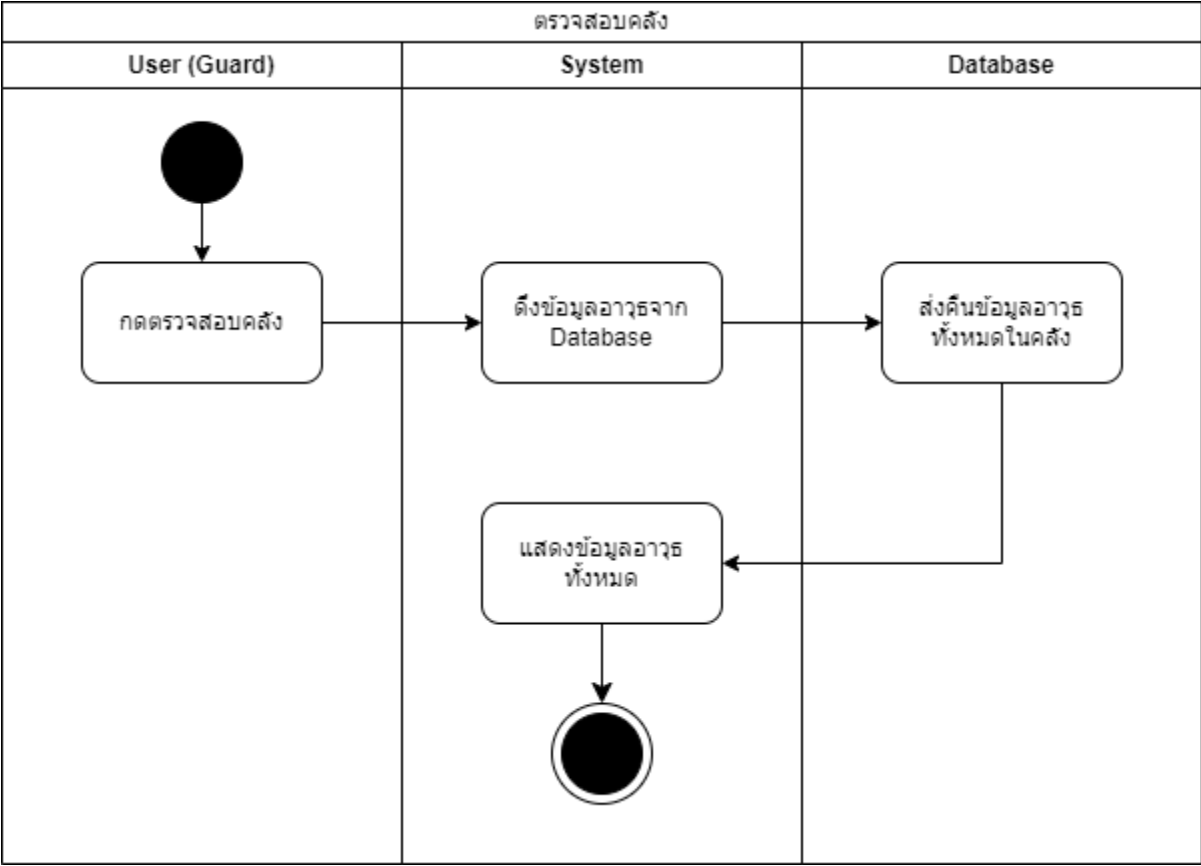 ตรวจสอบคลัง
User (Guard)
System
Database
กดตรวจสอบคลัง
ดึงข้อมูลอาวุธจาก
Database
ส่งคืนข้อมูลอาวุธ
ทั้งหมดในคลัง
แสดงข้อมูลอาวุธ
ทั้งหมด